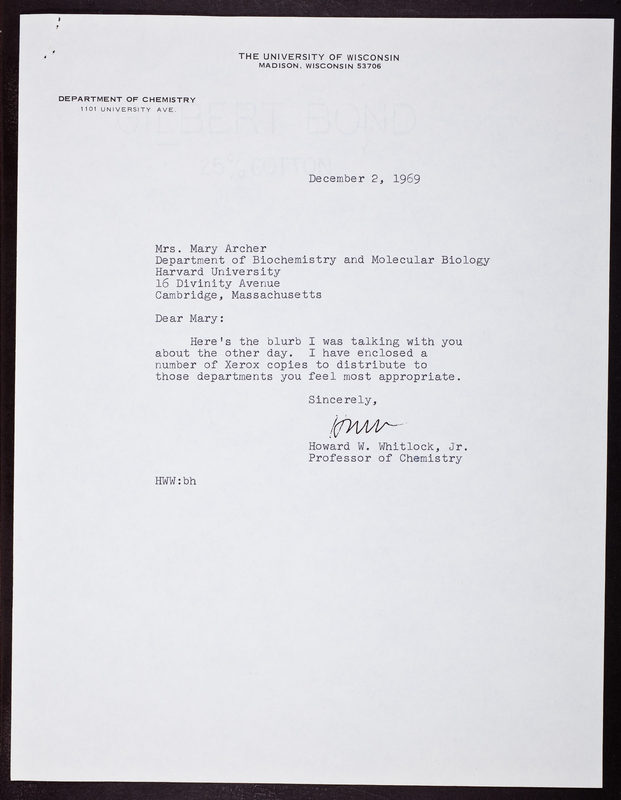 THE UNIVERSITY OF WISCONSIN
MADISON, WISCONSIN 53706
DEPARTMENT OF CHEMISTRY
1101 UNIVERSITY AVE.
GILBERT BOND
25% COTTON
December 2, 1969
Mrs. Mary Archer
Department of Biochemistry and Molecular Biology
Harvard University
16 Divinity Avenue
Cambridge, Massachusetts
Dear Mary:
Here's the blurb I was talking with you
about the other day. I have enclosed a
number of Xerox copies to distribute to
those departments you feel most appropriate.
Sincerely,
Howard W. Whitlock, Jr.
Professor of Chemistry
HWW:bh